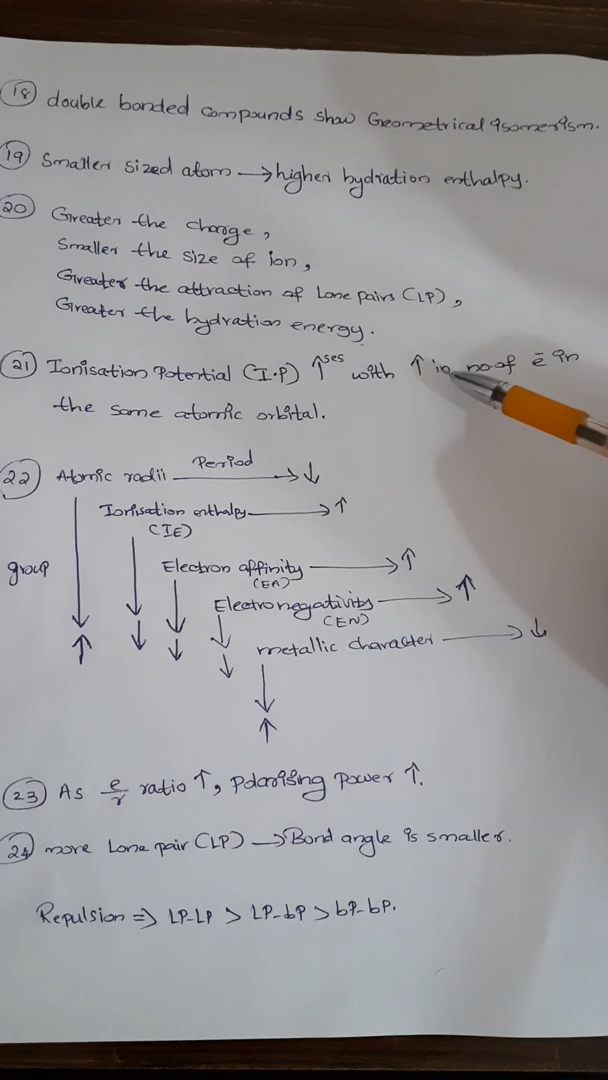 18 double bonded compounds show Geometrical isomerism.
19 Smaller sized atom → higher hydration enthalpy.
20 Greater the charge,
Smaller the size of ion,
Greater the attraction of Lone pairs (LP),
Greater the hydration energy.
21 Ionisation Potential (I.P) ↑ses with ↑ in no of ē in
the same atomic orbital.
22 Atomic radii Period → ↓
Ionisation enthalpy → ↑
(IE)
group
Electron affinity → ↑
(EA)
Electronegativity → ↑
(EN)
metallic character → ↓
↑ ↓ ↓ ↓ ↑
23 As e/r ratio ↑, Polarising power ↑.
24 more Lone pair (LP) → Bond angle is smaller.
Repulsion ⇒ LP-LP > LP-bP > bP-bP.